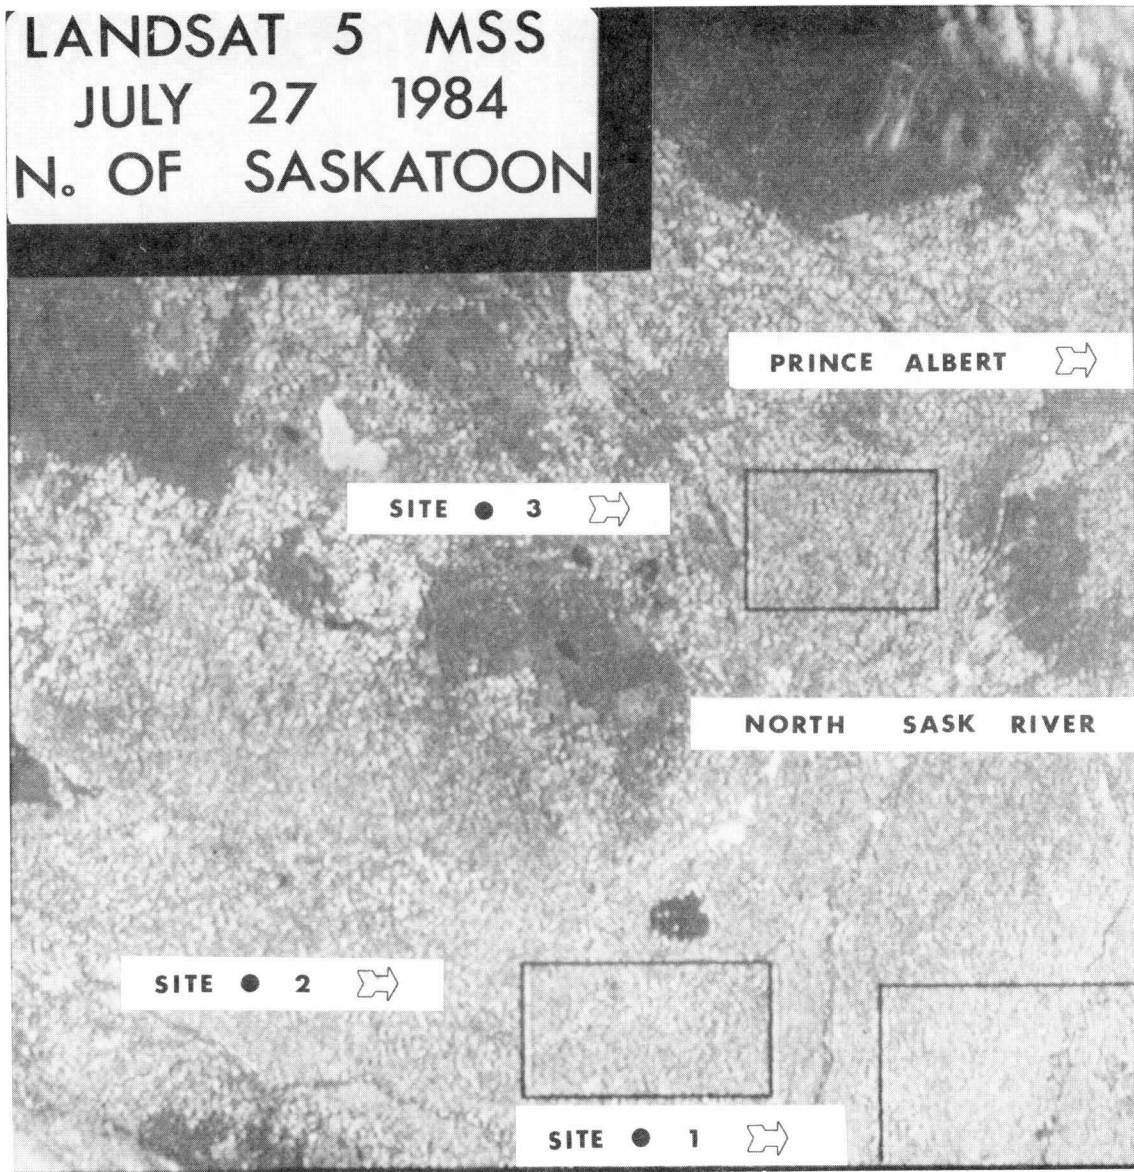 LANDSAT 5 MSS
JULY 27 1984
N. OF SASKATOON
PRINCE ALBERT
SITE ● 3
NORTH SASK RIVER
SITE ● 2
SITE ● 1